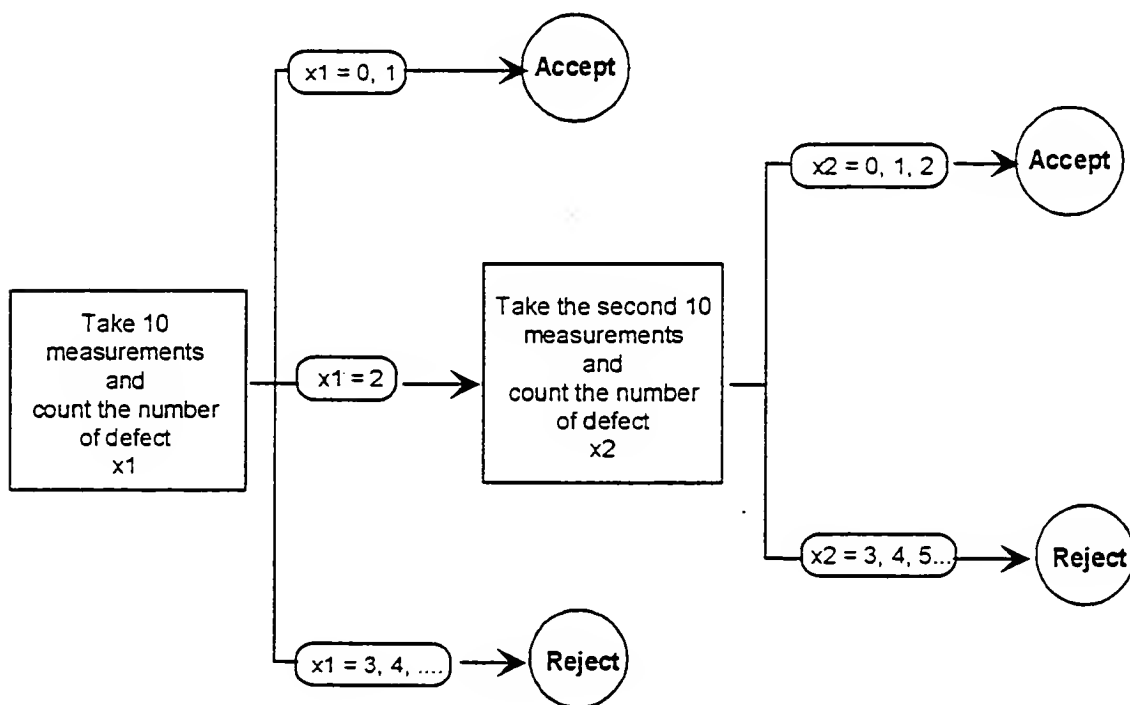 Take 10
measurements
and
count the number
of defect
x1
x1 = 0, 1
Accept
x1 = 2
Take the second 10
measurements
and
count the number
of defect
x2
x2 = 0, 1, 2
Accept
x2 = 3, 4, 5...
Reject
x1 = 3, 4, ....
Reject